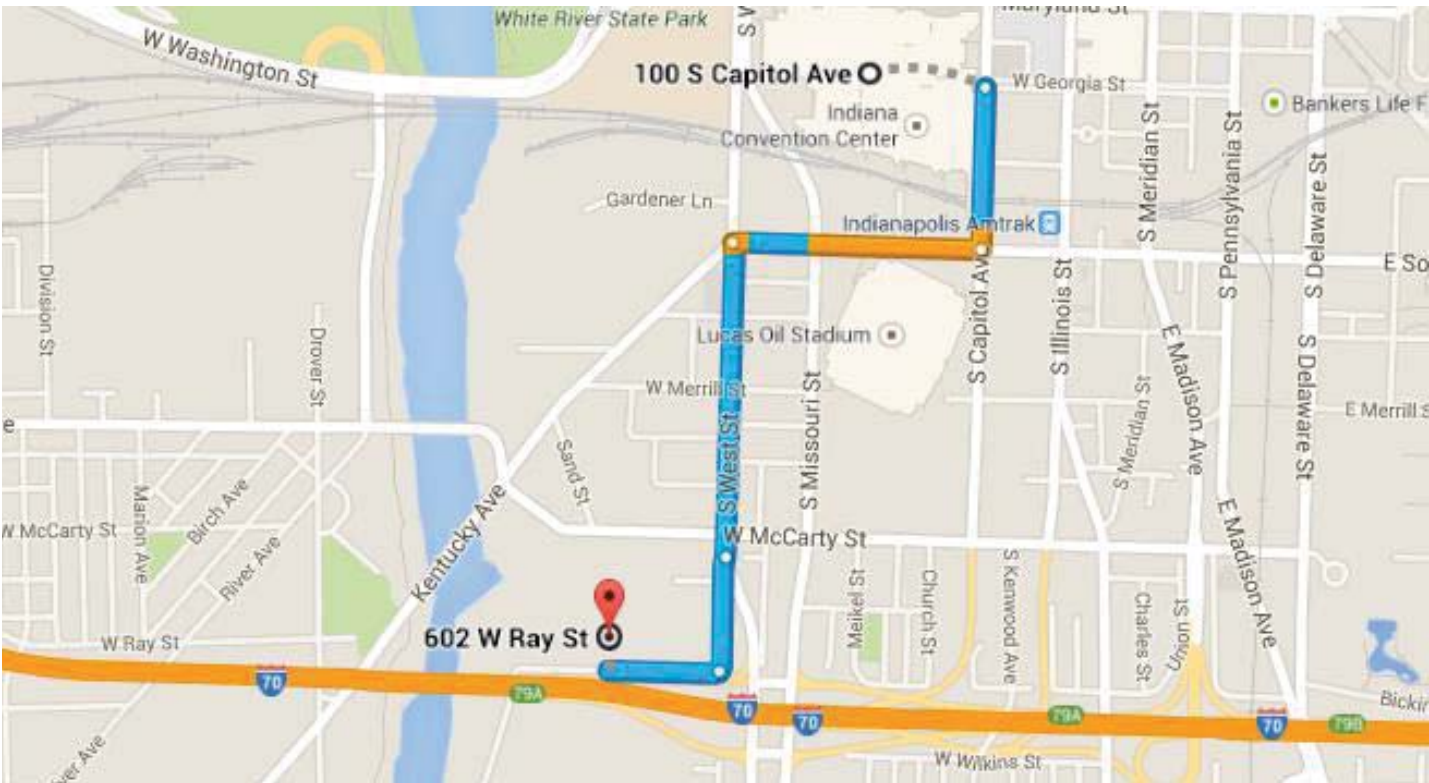 White River State Park
Maryland St
W Washington St
100 S Capitol Ave
W Georgia St
Indiana
Convention Center
Bankers Life F
S Meridian St
S Pennsylvania St
S Delaware St
Gardener Ln
Indianapolis Amtrak
E So
Division St
Drover St
Lucas Oil Stadium
S Capitol Ave
S Illinois St
E Madison Ave
S Delaware St
W Merrill St
S West St
S Missouri St
S Meridian St
E Merrill S
Sand St
Marion Ave
Birch Ave
River Ave
Kentucky Ave
W McCarty St
W McCarty St
E Madison Ave
Meikel St
Church St
S Kenwood Ave
Charles St
Union St
602 W Ray St
W Ray St
70
79A
70
70
79A
70
79B
Bickin
W Wilkins St
ver Ave